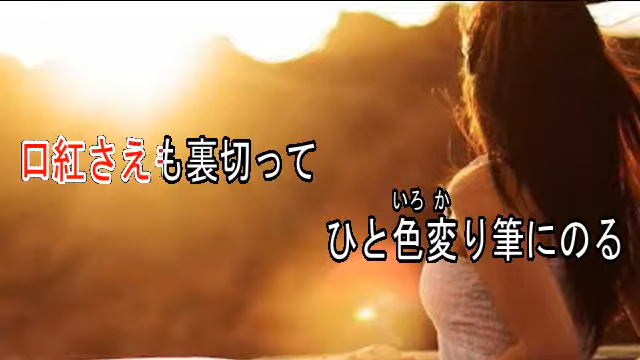 口紅さえも裏切って
いろ か
ひと色変り筆にのる